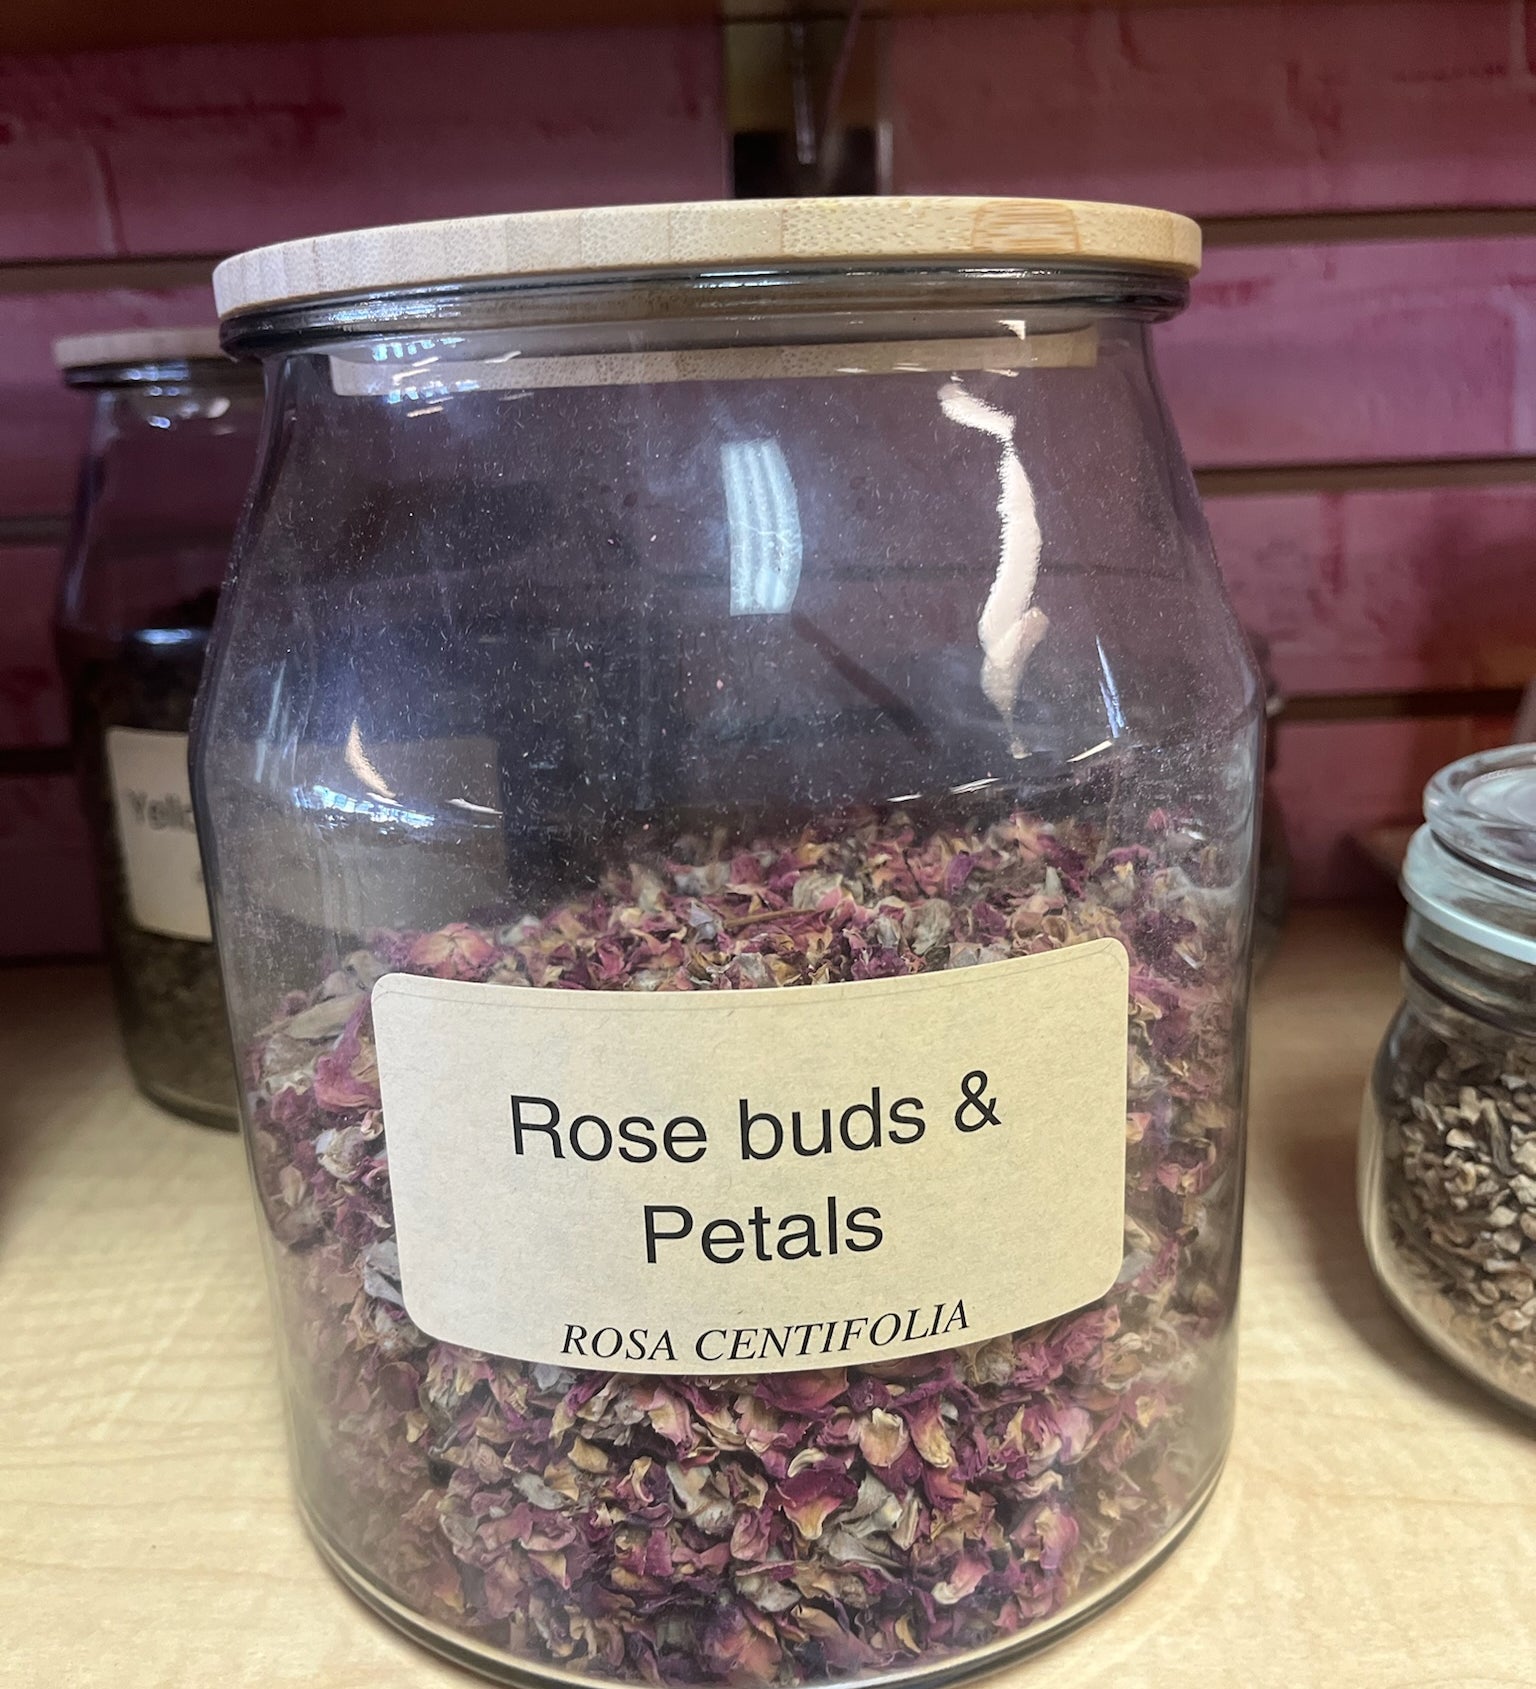 Rose buds &
Petals
ROSA CENTIFOLIA